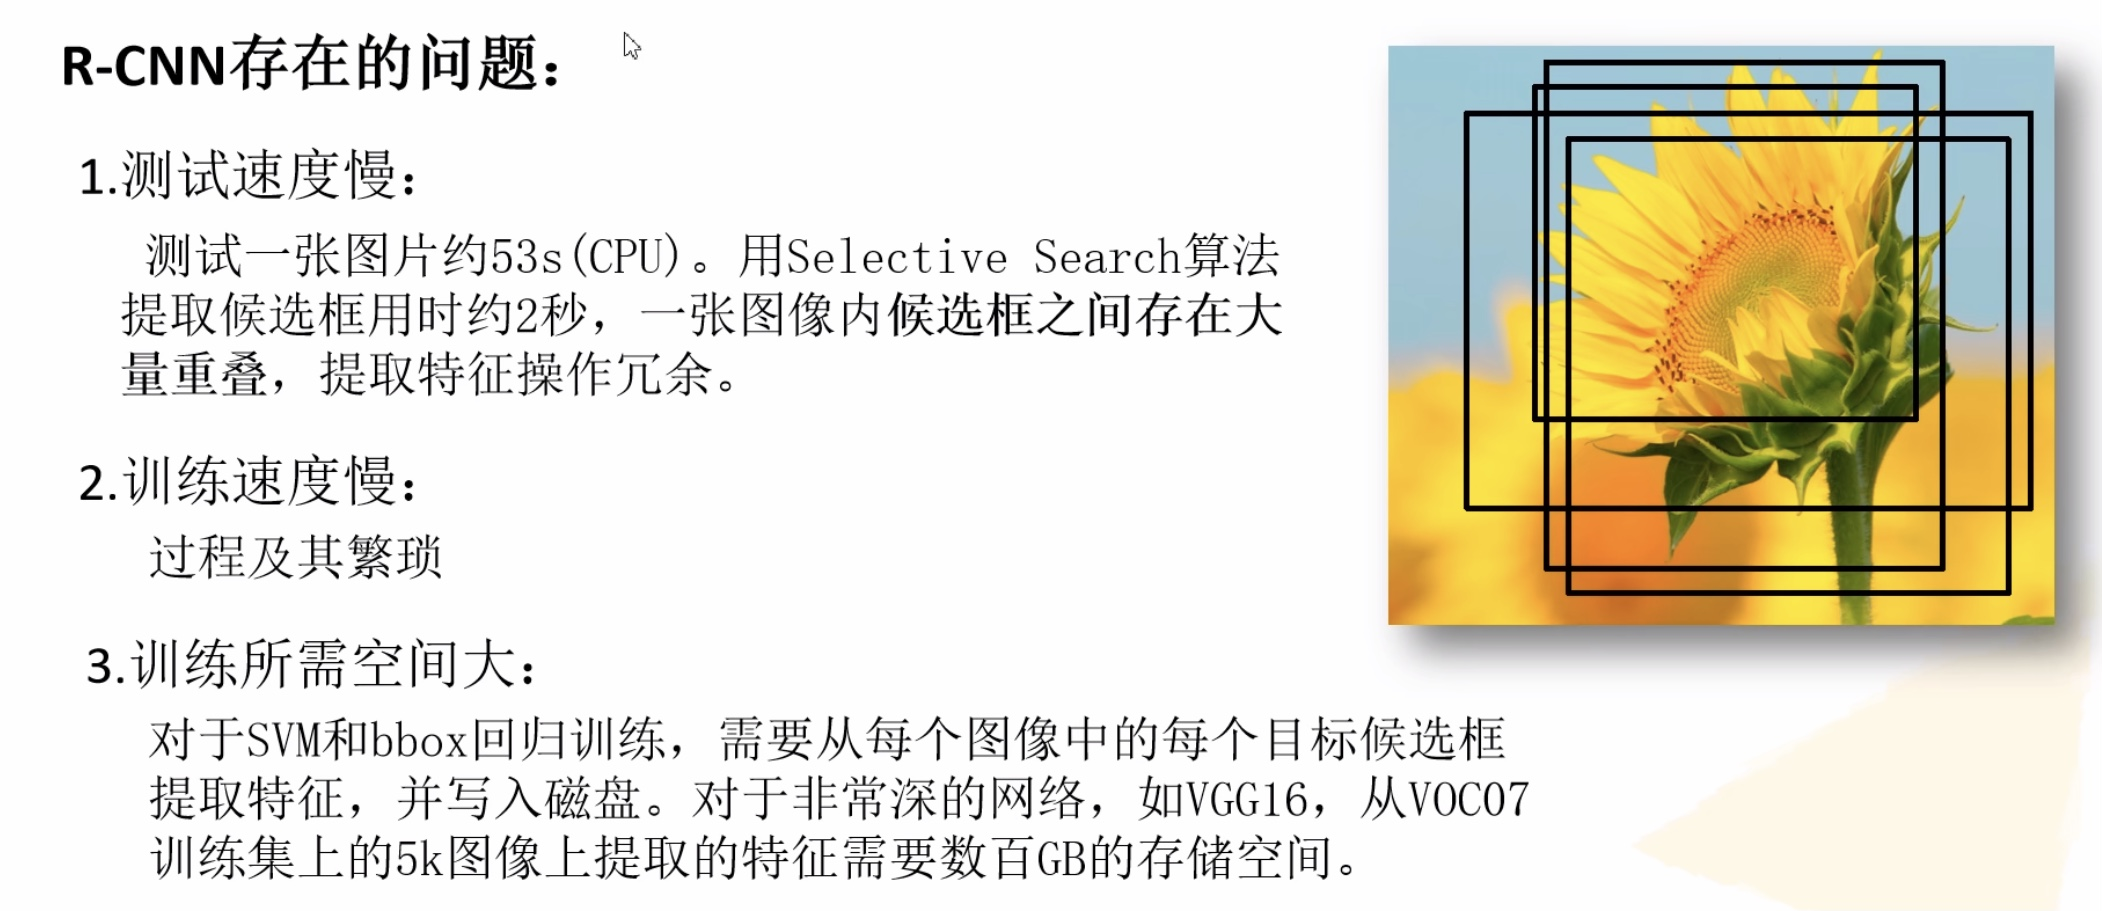 R-CNN存在的问题：
1.测试速度慢：
测试一张图片约53s(CPU)。用Selective Search算法
提取候选框用时约2秒，一张图像内候选框之间存在大
量重叠，提取特征操作冗余。
2.训练速度慢：
过程及其繁琐
3.训练所需空间大：
对于SVM和bbox回归训练，需要从每个图像中的每个目标候选框
提取特征，并写入磁盘。对于非常深的网络，如VGG16，从VOC07
训练集上的5k图像上提取的特征需要数百GB的存储空间。